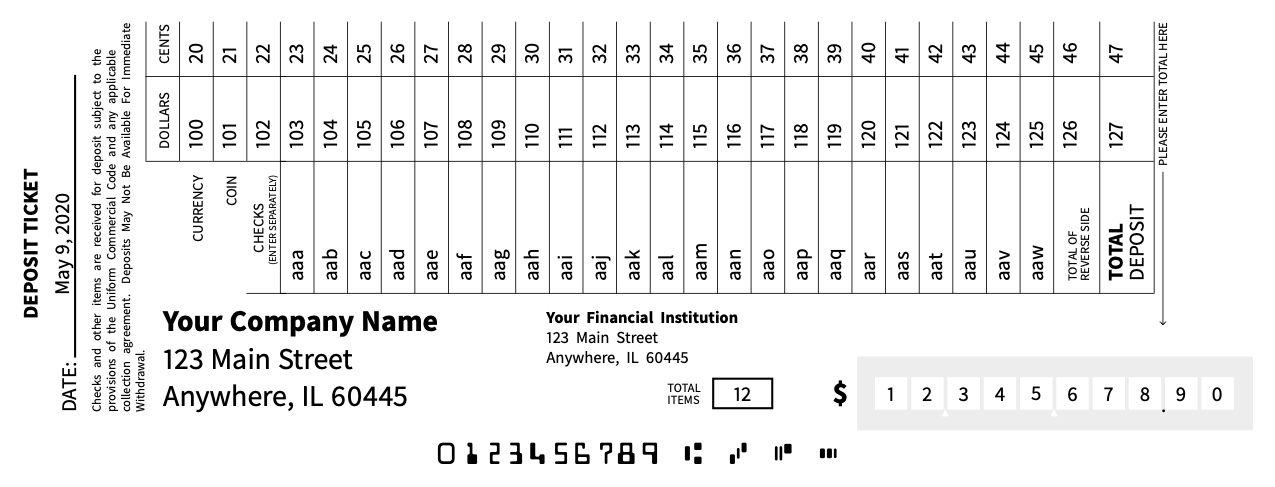 DEPOSIT TICKET
DATE: May 9, 2020
Checks and other items are received for deposit subject to the
provisions of the Uniform Commercial Code and any applicable
collection agreement. Deposits May Not Be Available For Immediate
Withdrawal.
DOLLARS CENTS
CURRENCY 100 20
COIN 101 21
CHECKS 102 22
(ENTER SEPARATELY)
aaa 103 23
aab 104 24
aac 105 25
aad 106 26
aae 107 27
aaf 108 28
aag 109 29
aah 110 30
aai 111 31
aaj 112 32
aak 113 33
aal 114 34
aam 115 35
aan 116 36
aao 117 37
aap 118 38
aaq 119 39
aar 120 40
aas 121 41
aat 122 42
aau 123 43
aav 124 44
aaw 125 45
TOTAL OF
REVERSE SIDE 126 46
TOTAL
DEPOSIT 127 47
PLEASE ENTER TOTAL HERE
Your Company Name
123 Main Street
Anywhere, IL 60445
Your Financial Institution
123 Main Street
Anywhere, IL 60445
TOTAL
ITEMS 12
$ 1 2 3 4 5 6 7 8 . 9 0
0123456789 ⑆ ⑇ ⑈ ⑉